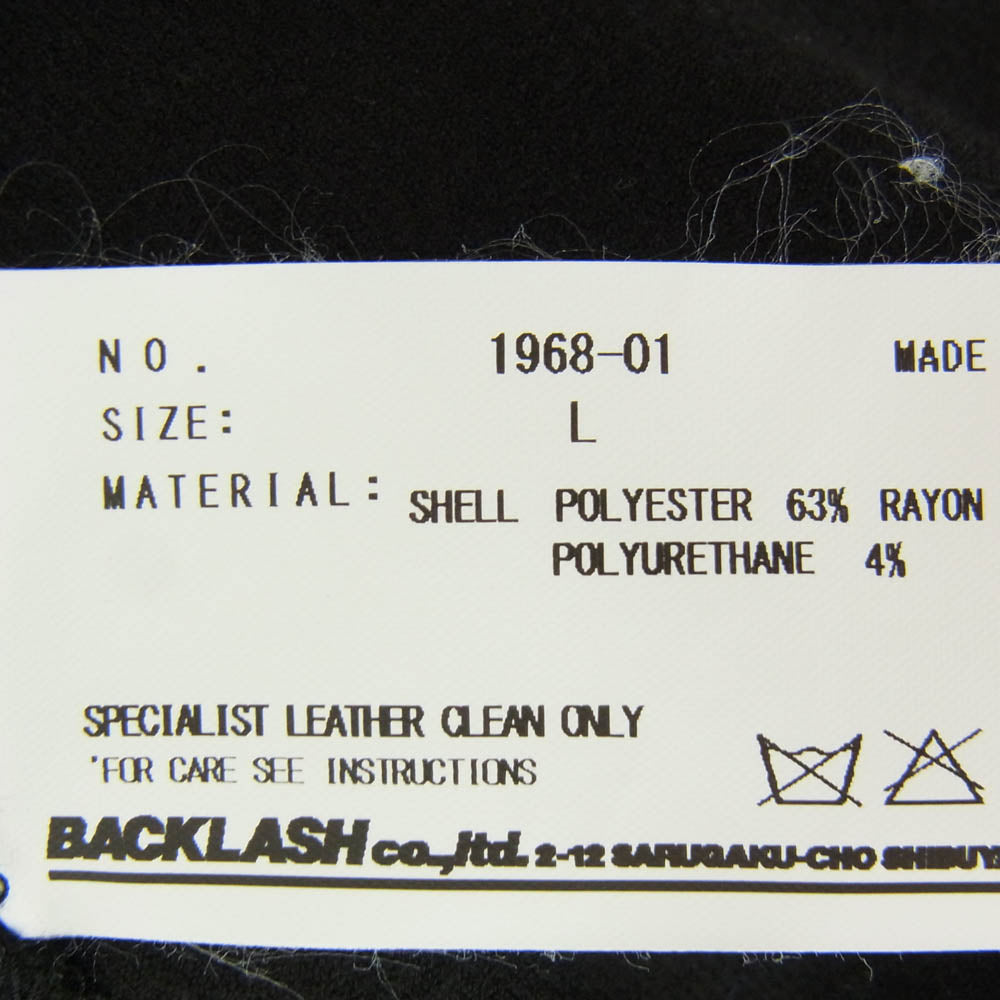 NO. 1968-01 MADE
SIZE: L
MATERIAL: SHELL POLYESTER 63% RAYON
POLYURETHANE 4%
SPECIALIST LEATHER CLEAN ONLY
'FOR CARE SEE INSTRUCTIONS
BACKLASH co.,ltd. 2-12 SARUGAKU-CHO SHIBUY